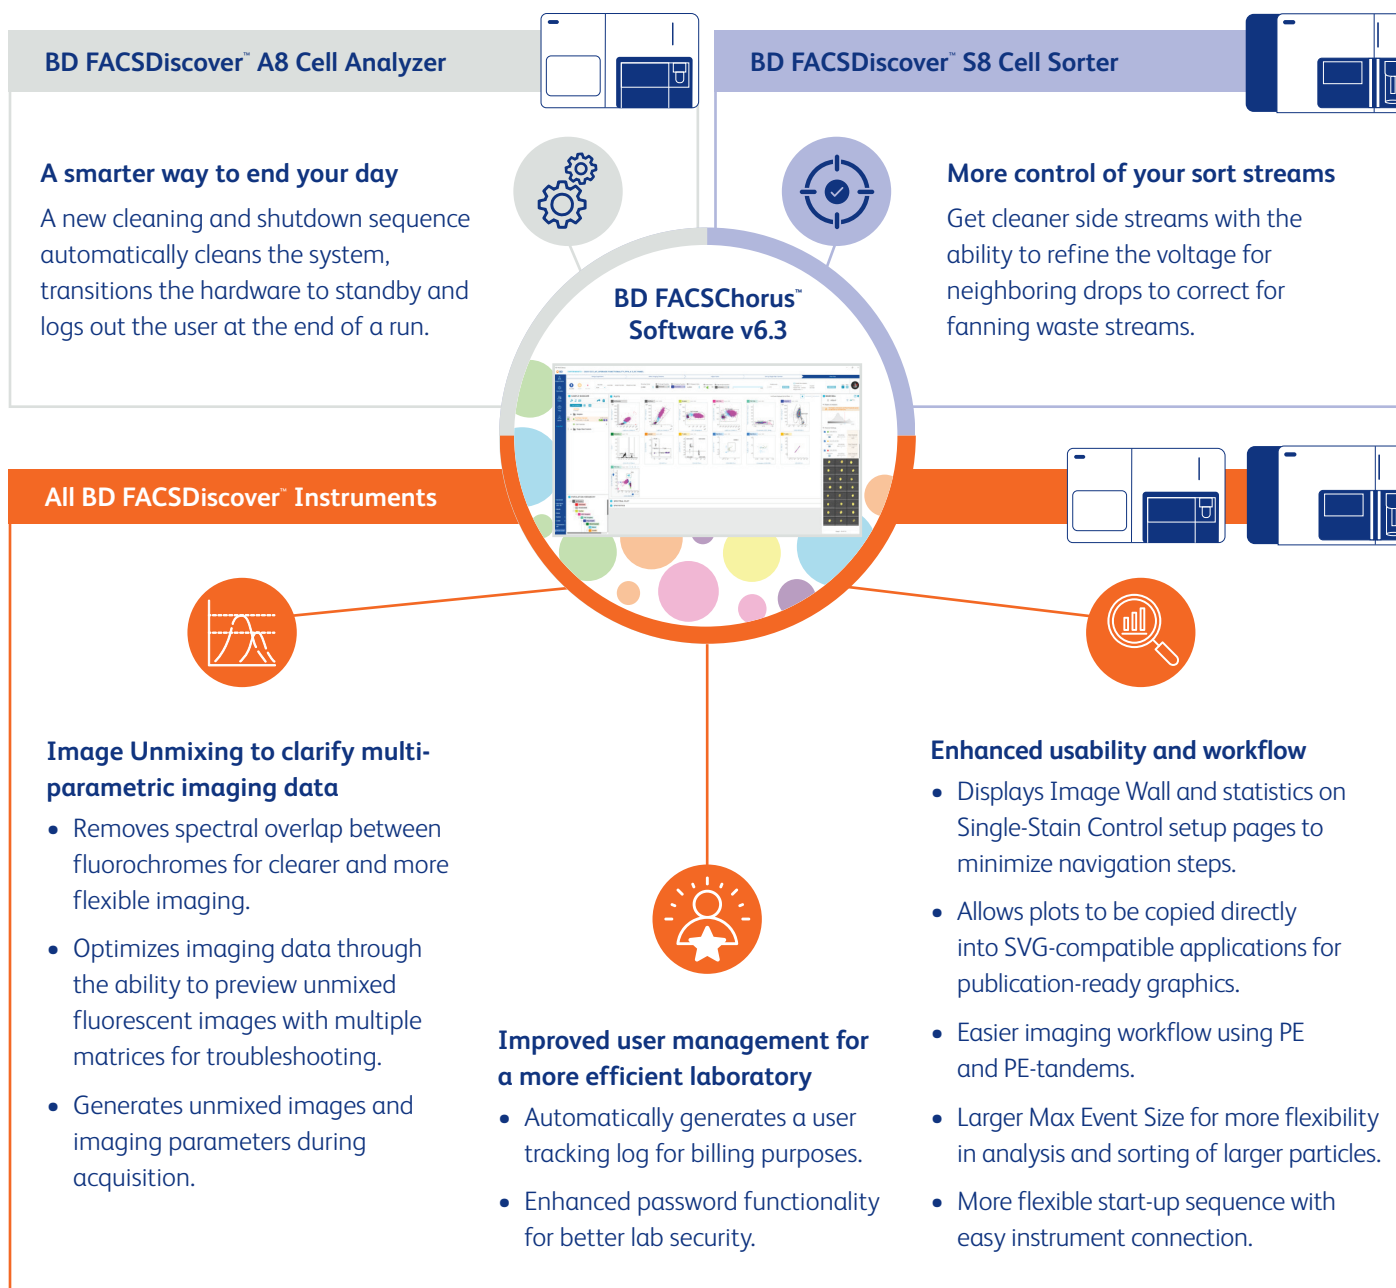 BD FACSDiscover™ A8 Cell Analyzer
BD FACSDiscover™ S8 Cell Sorter
A smarter way to end your day
A new cleaning and shutdown sequence
automatically cleans the system,
transitions the hardware to standby and
logs out the user at the end of a run.
More control of your sort streams
Get cleaner side streams with the
ability to refine the voltage for
neighboring drops to correct for
fanning waste streams.
BD FACSChorus™
Software v6.3
All BD FACSDiscover™ Instruments
Image Unmixing to clarify multi-
parametric imaging data
• Removes spectral overlap between
fluorochromes for clearer and more
flexible imaging.
• Optimizes imaging data through
the ability to preview unmixed
fluorescent images with multiple
matrices for troubleshooting.
• Generates unmixed images and
imaging parameters during
acquisition.
Improved user management for
a more efficient laboratory
• Automatically generates a user
tracking log for billing purposes.
• Enhanced password functionality
for better lab security.
Enhanced usability and workflow
• Displays Image Wall and statistics on
Single-Stain Control setup pages to
minimize navigation steps.
• Allows plots to be copied directly
into SVG-compatible applications for
publication-ready graphics.
• Easier imaging workflow using PE
and PE-tandems.
• Larger Max Event Size for more flexibility
in analysis and sorting of larger particles.
• More flexible start-up sequence with
easy instrument connection.